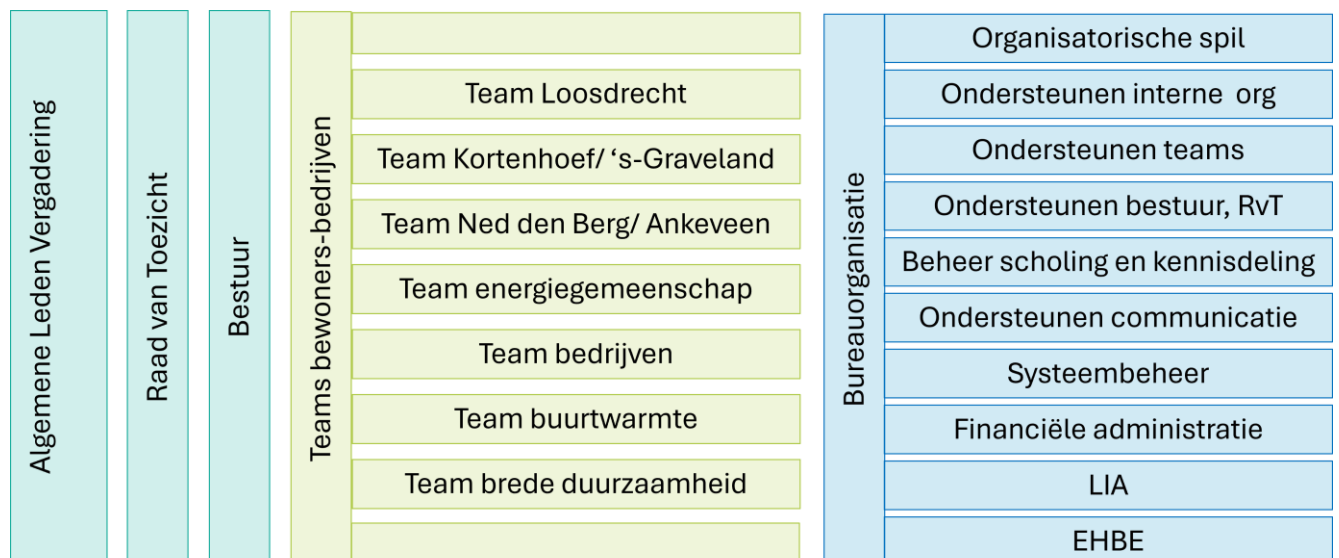 Algemene Leden Vergadering
Raad van Toezicht
Bestuur
Teams bewoners-bedrijven
Team Loosdrecht
Team Kortenhoef/ ‘s-Graveland
Team Ned den Berg/ Ankeveen
Team energiegemeenschap
Team bedrijven
Team buurtwarmte
Team brede duurzaamheid
Bureauorganisatie
Organisatorische spil
Ondersteunen interne  org
Ondersteunen teams
Ondersteunen bestuur, RvT
Beheer scholing en kennisdeling
Ondersteunen communicatie
Systeembeheer
Financiële administratie
LIA
EHBE